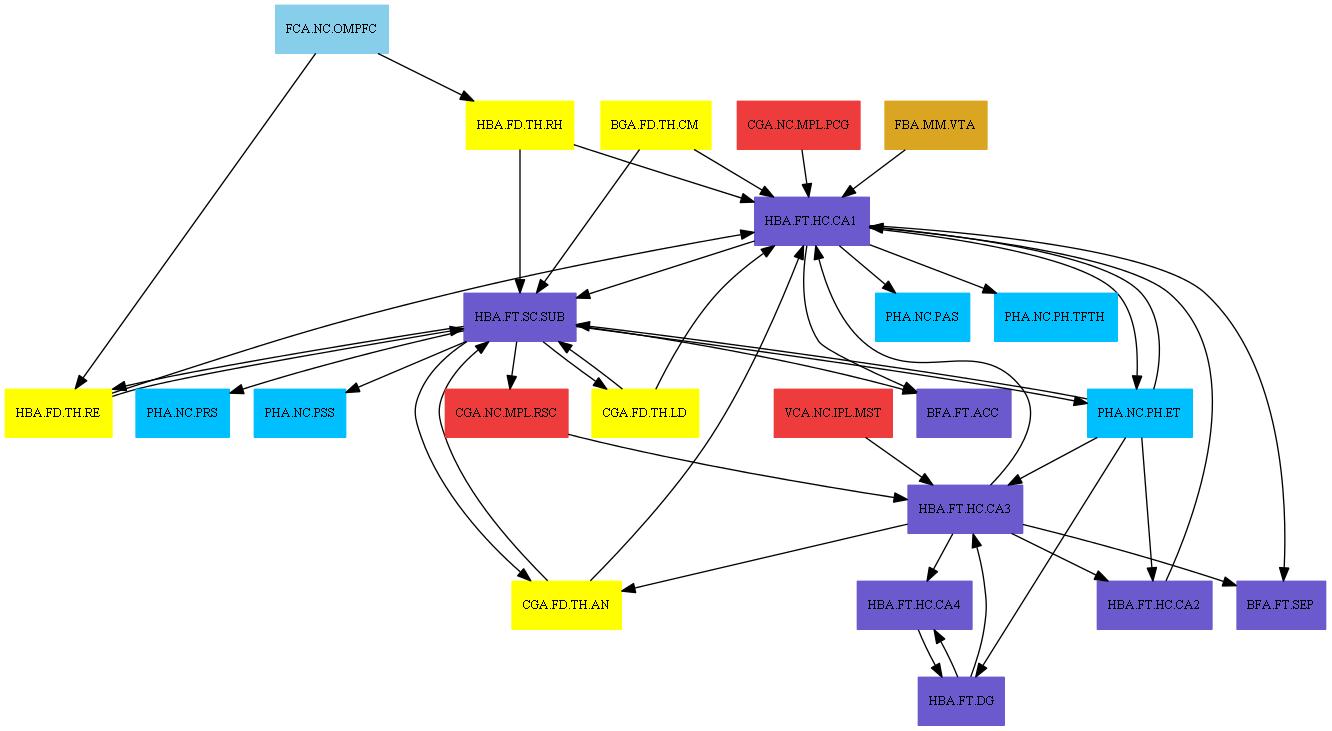 FCA.NC.OMPFC
HBA.FD.TH.RH
BGA.FD.TH.CM
CGA.NC.MPL.PCG
FBA.MM.VTA
HBA.FT.HC.CA1
HBA.FT.SC.SUB
PHA.NC.PAS
PHA.NC.PH.TFTH
HBA.FD.TH.RE
PHA.NC.PRS
PHA.NC.PSS
CGA.NC.MPL.RSC
CGA.FD.TH.LD
VCA.NC.IPL.MST
BFA.FT.ACC
PHA.NC.PH.ET
HBA.FT.HC.CA3
CGA.FD.TH.AN
HBA.FT.HC.CA4
HBA.FT.HC.CA2
BFA.FT.SEP
HBA.FT.DG